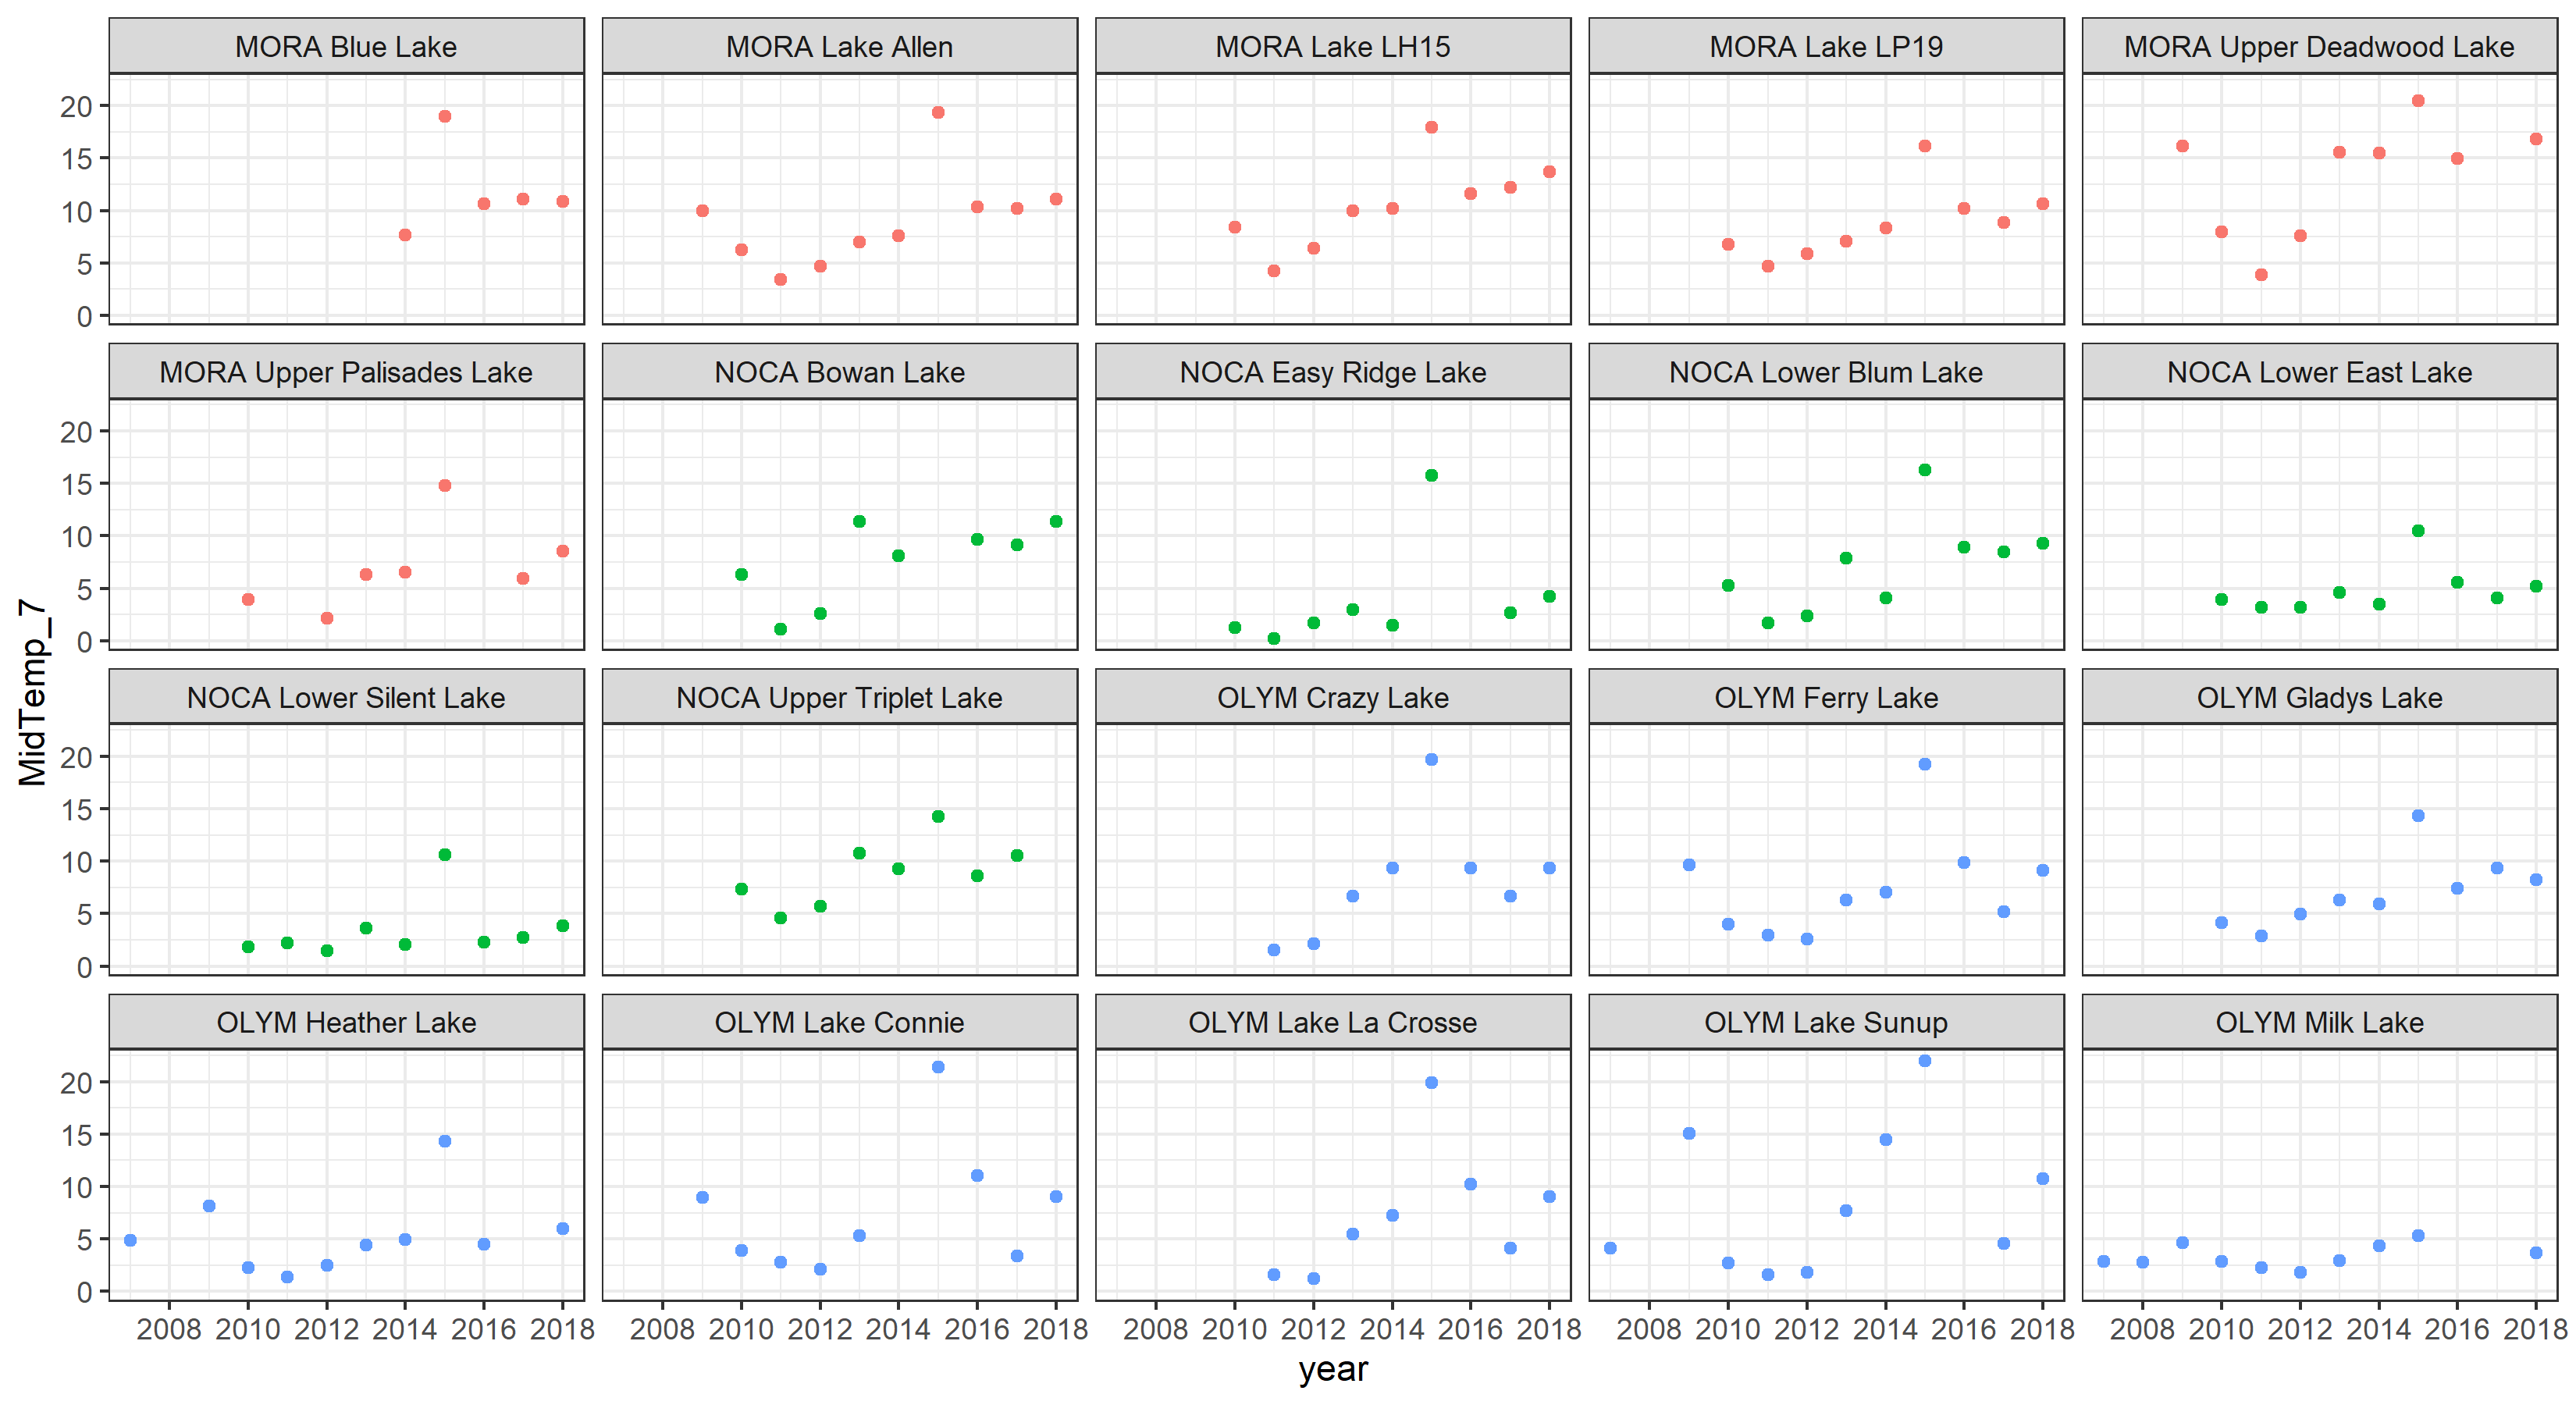 MORA Blue Lake MORA Lake Allen MORA Lake LH15 MORA Lake LP19 MORA Upper Deadwood Lake
20
15
10
5
0
MORA Upper Palisades Lake NOCA Bowan Lake NOCA Easy Ridge Lake NOCA Lower Blum Lake NOCA Lower East Lake
20
15
10
5
0
MidTemp_7
NOCA Lower Silent Lake NOCA Upper Triplet Lake OLYM Crazy Lake OLYM Ferry Lake OLYM Gladys Lake
20
15
10
5
0
OLYM Heather Lake OLYM Lake Connie OLYM Lake La Crosse OLYM Lake Sunup OLYM Milk Lake
20
15
10
5
0
2008 2010 2012 2014 2016 2018 2008 2010 2012 2014 2016 2018 2008 2010 2012 2014 2016 2018 2008 2010 2012 2014 2016 2018 2008 2010 2012 2014 2016 2018
year